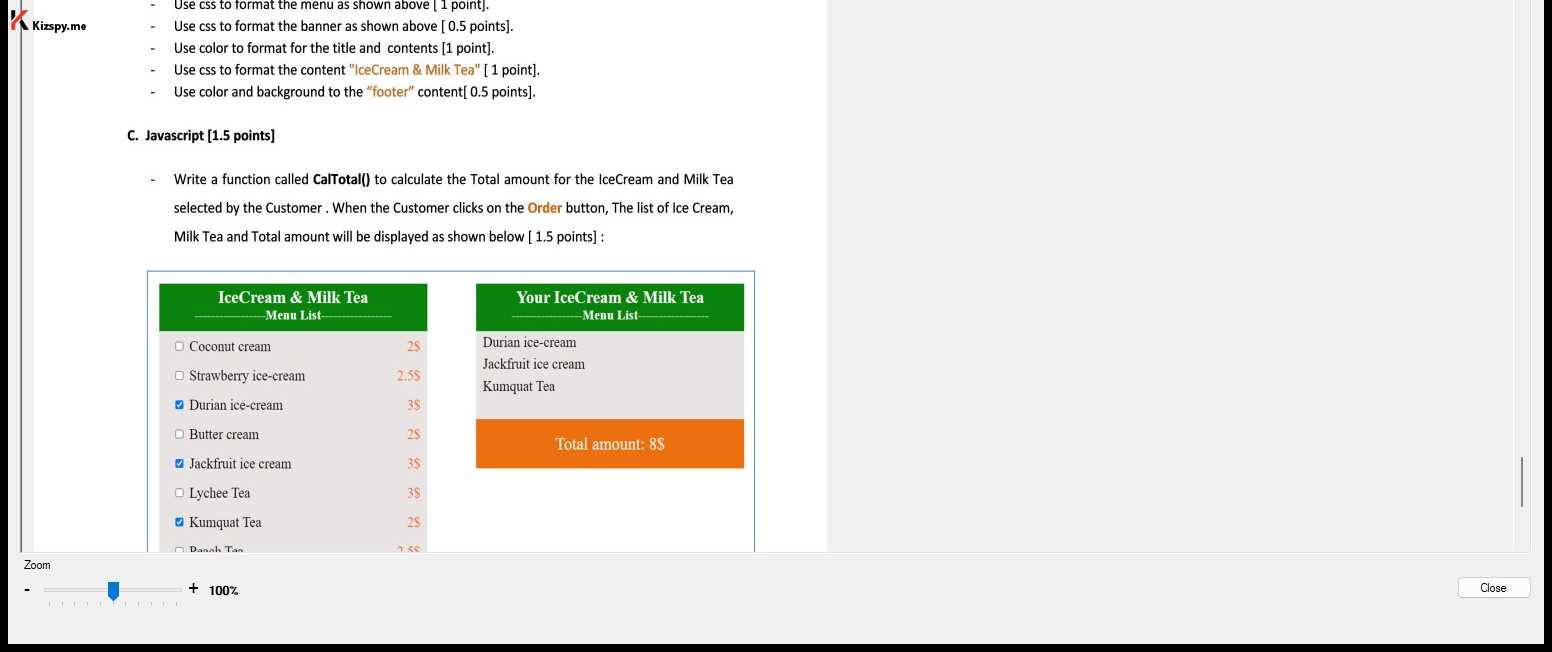 Use css to format the menu as shown above [ 1 point].
Kizspy.me
- Use css to format the banner as shown above [ 0.5 points].
- Use color to format for the title and contents [1 point].
- Use css to format the content "IceCream & Milk Tea" [ 1 point].
- Use color and background to the “footer” content[ 0.5 points].
C. Javascript [1.5 points]
- Write a function called CalTotal() to calculate the Total amount for the IceCream and Milk Tea
selected by the Customer . When the Customer clicks on the Order button, The list of Ice Cream,
Milk Tea and Total amount will be displayed as shown below [ 1.5 points] :
IceCream & Milk Tea
------------------Menu List------------------
Coconut cream 2$
Strawberry ice-cream 2.5$
Durian ice-cream 3$
Butter cream 2$
Jackfruit ice cream 3$
Lychee Tea 3$
Kumquat Tea 2$
Peach Tea 2.5$
Your IceCream & Milk Tea
------------------Menu List------------------
Durian ice-cream
Jackfruit ice cream
Kumquat Tea
Total amount: 8$
Zoom
- + 100%
Close